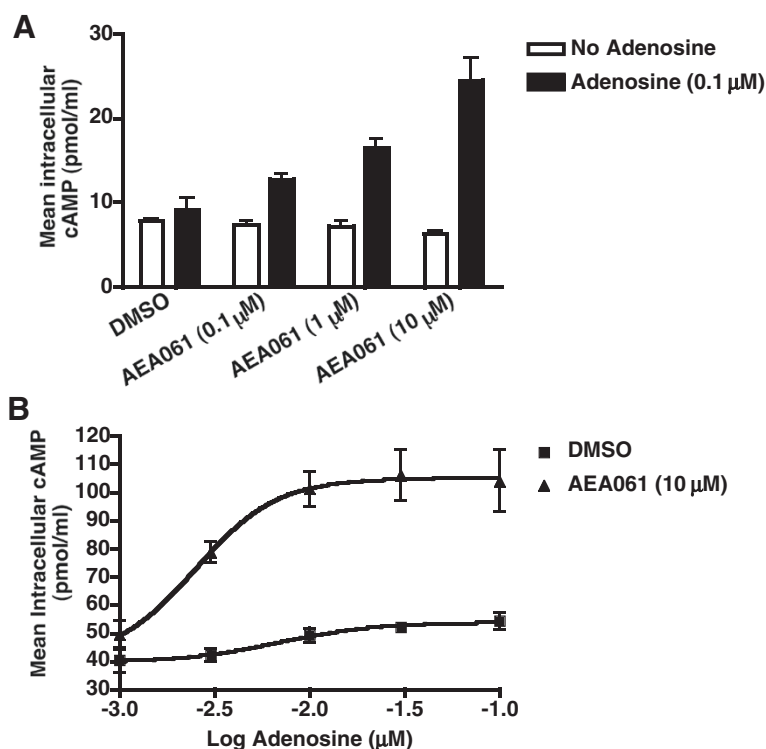 A
Mean intracellular
cAMP (pmol/ml)
30
20
10
0
No Adenosine
Adenosine (0.1 μM)
DMSO
AEA061 (0.1 μM)
AEA061 (1 μM)
AEA061 (10 μM)
B
Mean Intracellular cAMP
(pmol/ml)
120
110
100
90
80
70
60
50
40
30
-3.0
-2.5
-2.0
-1.5
-1.0
Log Adenosine (μM)
DMSO
AEA061 (10 μM)